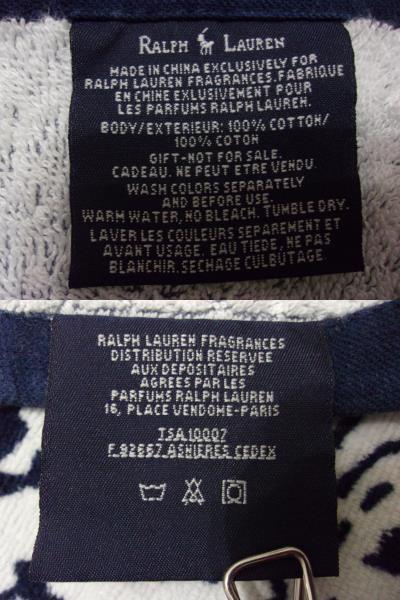 RALPH LAUREN
MADE IN CHINA EXCLUSIVELY FOR
RALPH LAUREN FRAGRANCES.FABRIQUE
EN CHINE EXCLUSIVEMENT POUR
LES PARFUMS RALPH LAUREN.
BODY/EXTERIEUR: 100% COTTON/
100% COTON
GIFT-NOT FOR SALE.
CADEAU. NE PEUT ETRE VENDU
WASH COLORS SEPARATELY
AND BEFORE USE.
WARM WATER, NO BLEACH. TUMBLE DRY.
LAVER LES COULEURS SEPAREMENT ET
AVANT USAGE. EAU TIEDE, NE PAS
BLANCHIR. SECHAGE CULBUTAGE.
RALPH LAUREN FRAGRANCES
DISTRIBUTION RESERVEE
AUX DEPOSITAIRES
AGREES PAR LES
PARFUMS RALPH LAUREN
16, PLACE VENDOME-PARIS
TSA 10007
F 92667 ASNIERES CEDEX